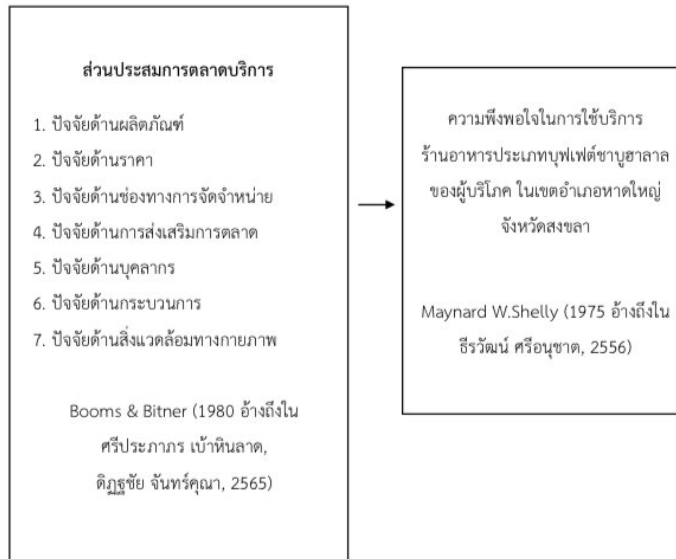 ส่วนประสมการตลาดบริการ
1. ปัจจัยด้านผลิตภัณฑ์
2. ปัจจัยด้านราคา
3. ปัจจัยด้านช่องทางการจัดจำหน่าย
4. ปัจจัยด้านการส่งเสริมการตลาด
5. ปัจจัยด้านบุคลากร
6. ปัจจัยด้านกระบวนการ
7. ปัจจัยด้านสิ่งแวดล้อมทางกายภาพ
Booms & Bitner (1980 อ้างถึงใน
ศรีประภาภร เบ้าหินลาด,
ดิฏฐชัย จันทร์คุณา, 2565)
ความพึงพอใจในการใช้บริการ
ร้านอาหารประเภทบุฟเฟต์ชาบูฮาลาล
ของผู้บริโภค ในเขตอำเภอหาดใหญ่
จังหวัดสงขลา
Maynard W.Shelly (1975 อ้างถึงใน
ธีรวัฒน์ ศรีอนุชาต, 2556)